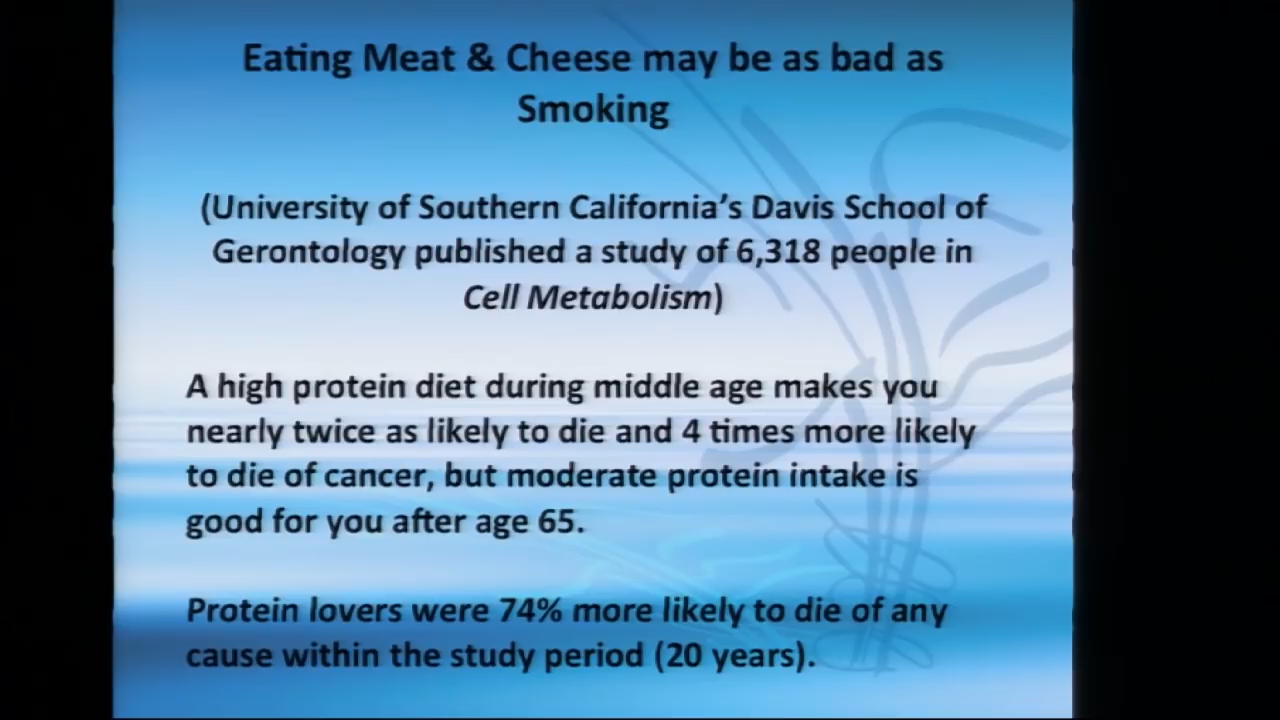 Eating Meat & Cheese may be as bad as
Smoking
(University of Southern California’s Davis School of
Gerontology published a study of 6,318 people in
Cell Metabolism)
A high protein diet during middle age makes you
nearly twice as likely to die and 4 times more likely
to die of cancer, but moderate protein intake is
good for you after age 65.
Protein lovers were 74% more likely to die of any
cause within the study period (20 years).